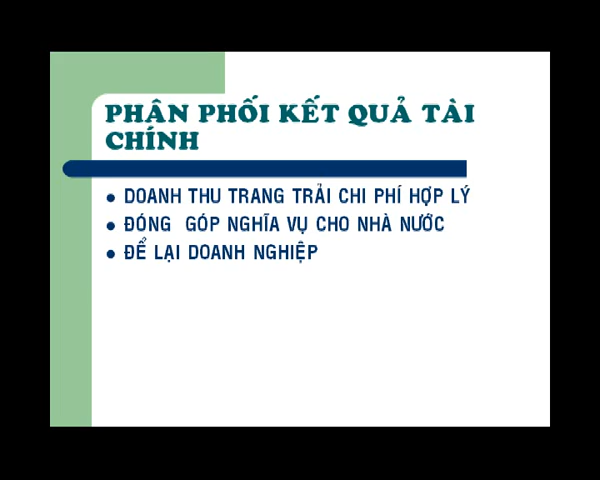 PHÂN PHỐI KẾT QUẢ TÀI
CHÍNH
DOANH THU TRANG TRẢI CHI PHÍ HỢP LÝ
ĐÓNG GÓP NGHĨA VỤ CHO NHÀ NƯỚC
ĐỂ LẠI DOANH NGHIỆP